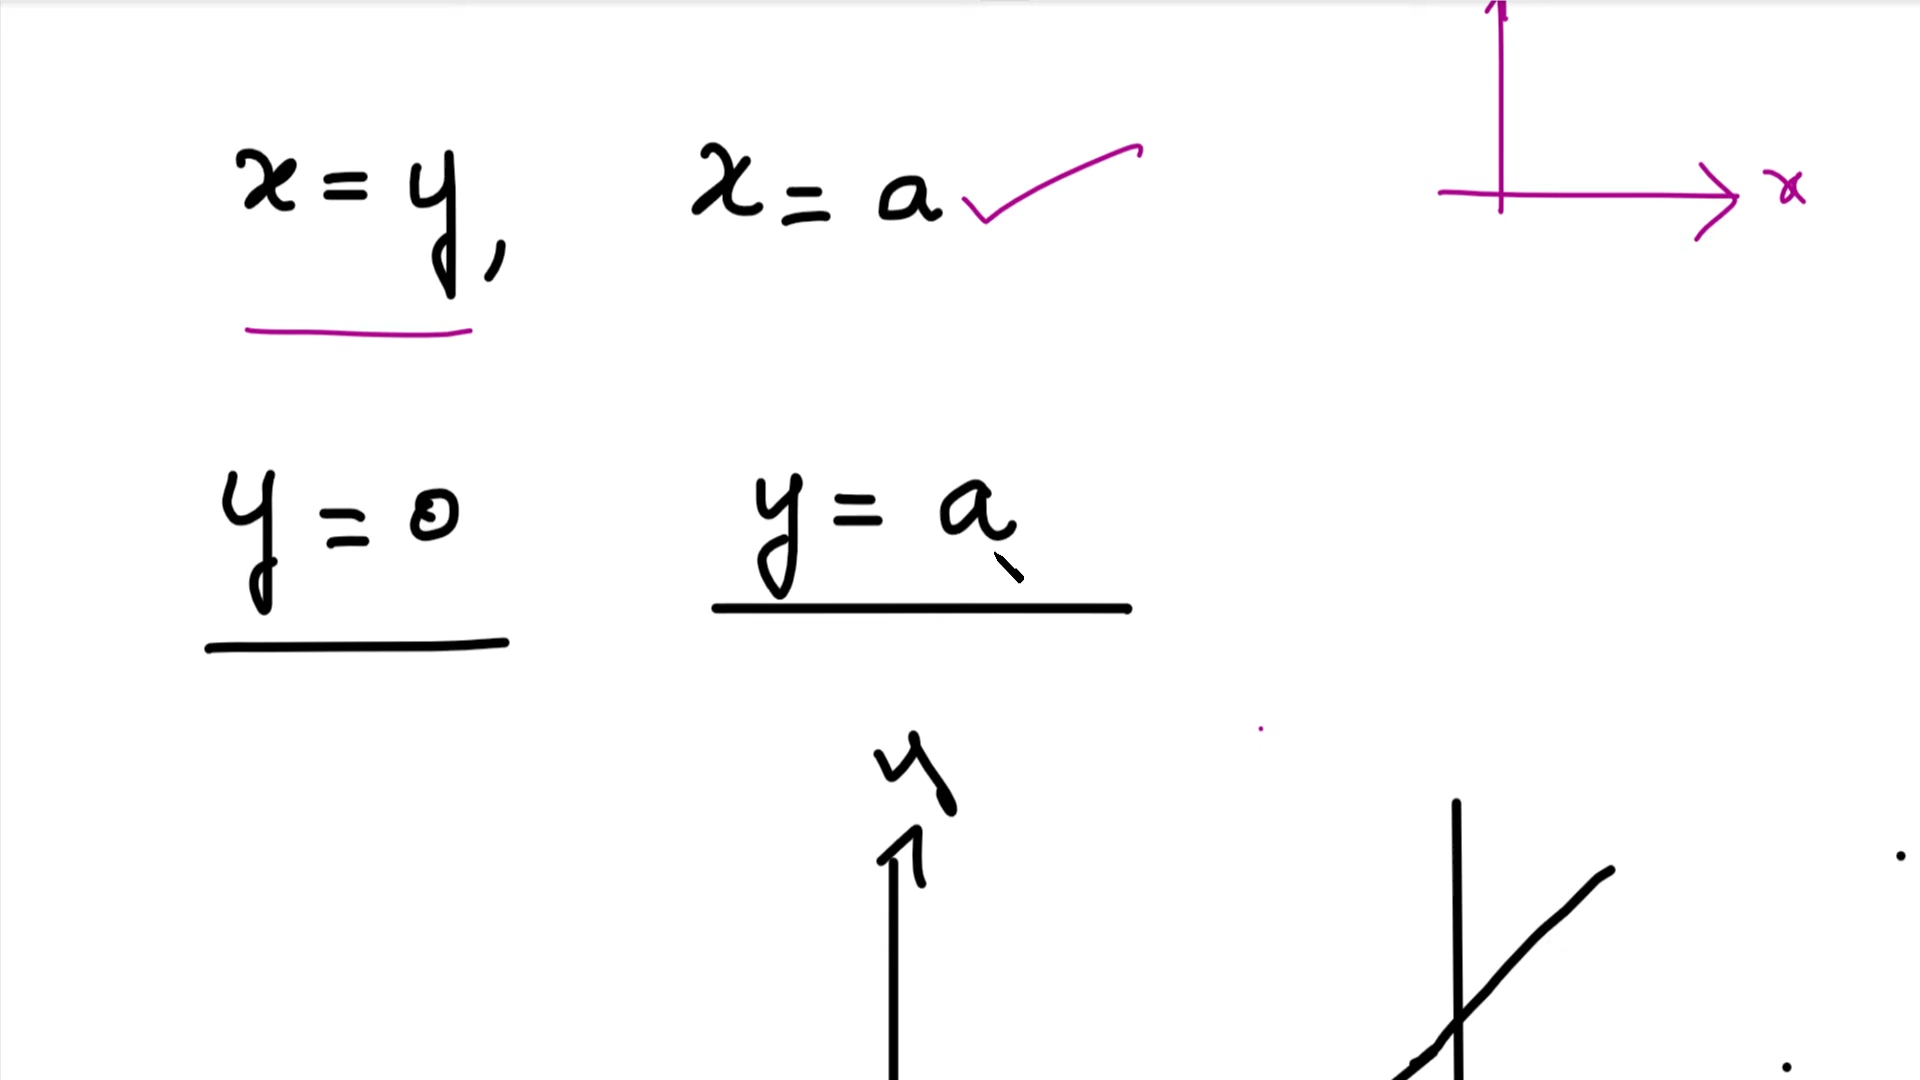 x = y, x = a
x
y = 0 y = a
y